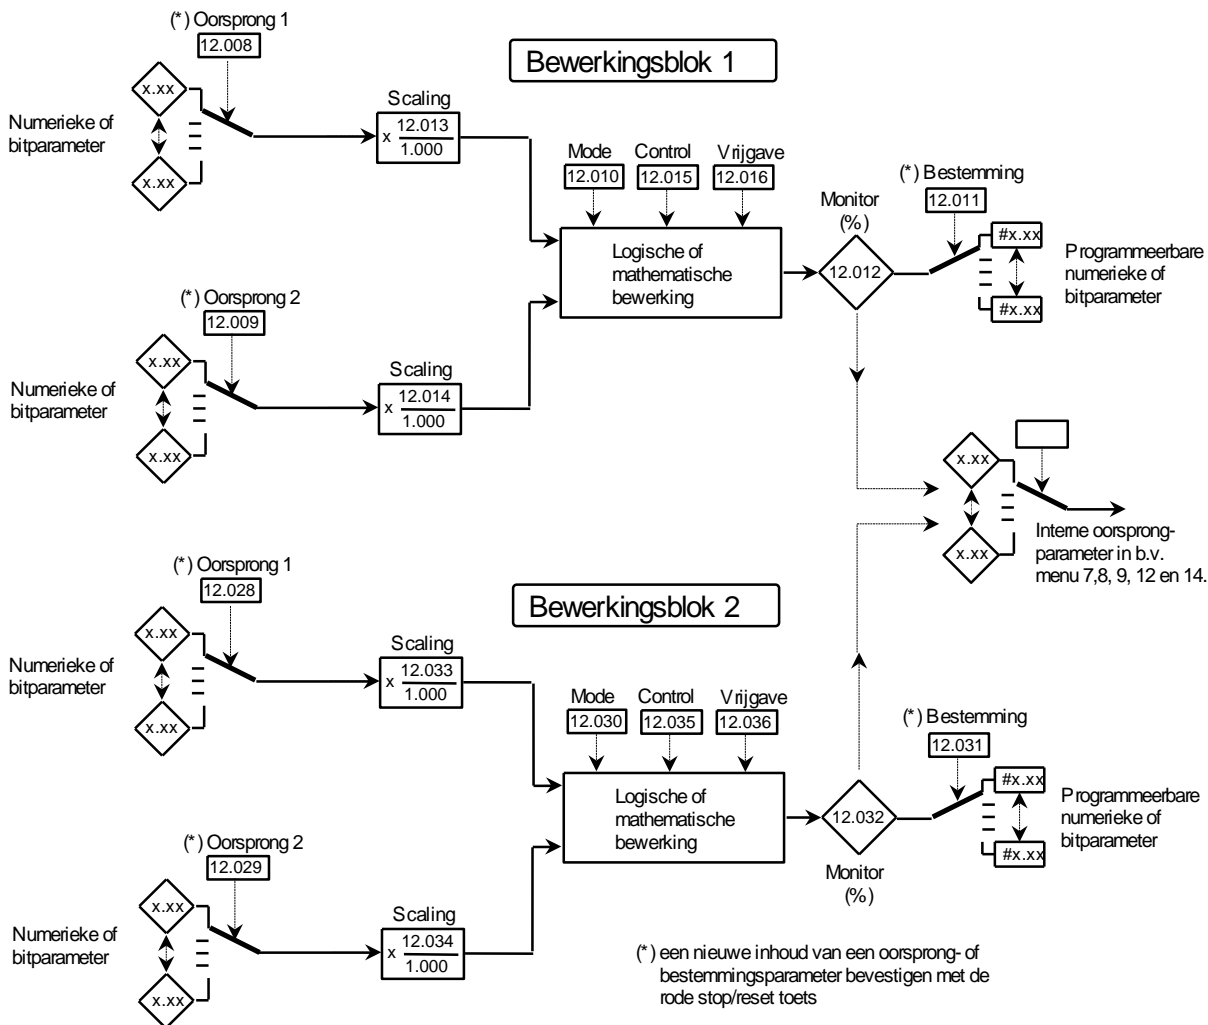 (*) Oorsprong 1
12.008
Bewerkingsblok 1
x.xx
Numerieke of
bitparameter
x.xx
Scaling
x 12.013
1.000
Mode
Control
Vrijgave
12.010
12.015
12.016
Logische of
mathematische
bewerking
Monitor
(%)
12.012
(*) Bestemming
12.011
#x.xx
#x.xx
Programmeerbare
numerieke of
bitparameter
(*) Oorsprong 2
12.009
x.xx
Numerieke of
bitparameter
x.xx
Scaling
x 12.014
1.000
x.xx
x.xx
Interne oorsprong-
parameter in b.v.
menu 7,8, 9, 12 en 14.
(*) Oorsprong 1
12.028
Bewerkingsblok 2
x.xx
Numerieke of
bitparameter
x.xx
Scaling
x 12.033
1.000
Mode
Control
Vrijgave
12.030
12.035
12.036
Logische of
mathematische
bewerking
12.032
Monitor
(%)
(*) Bestemming
12.031
#x.xx
#x.xx
Programmeerbare
numerieke of
bitparameter
(*) Oorsprong 2
12.029
x.xx
Numerieke of
bitparameter
x.xx
Scaling
x 12.034
1.000
(*) een nieuwe inhoud van een oorsprong- of
bestemmingsparameter bevestigen met de
rode stop/reset toets